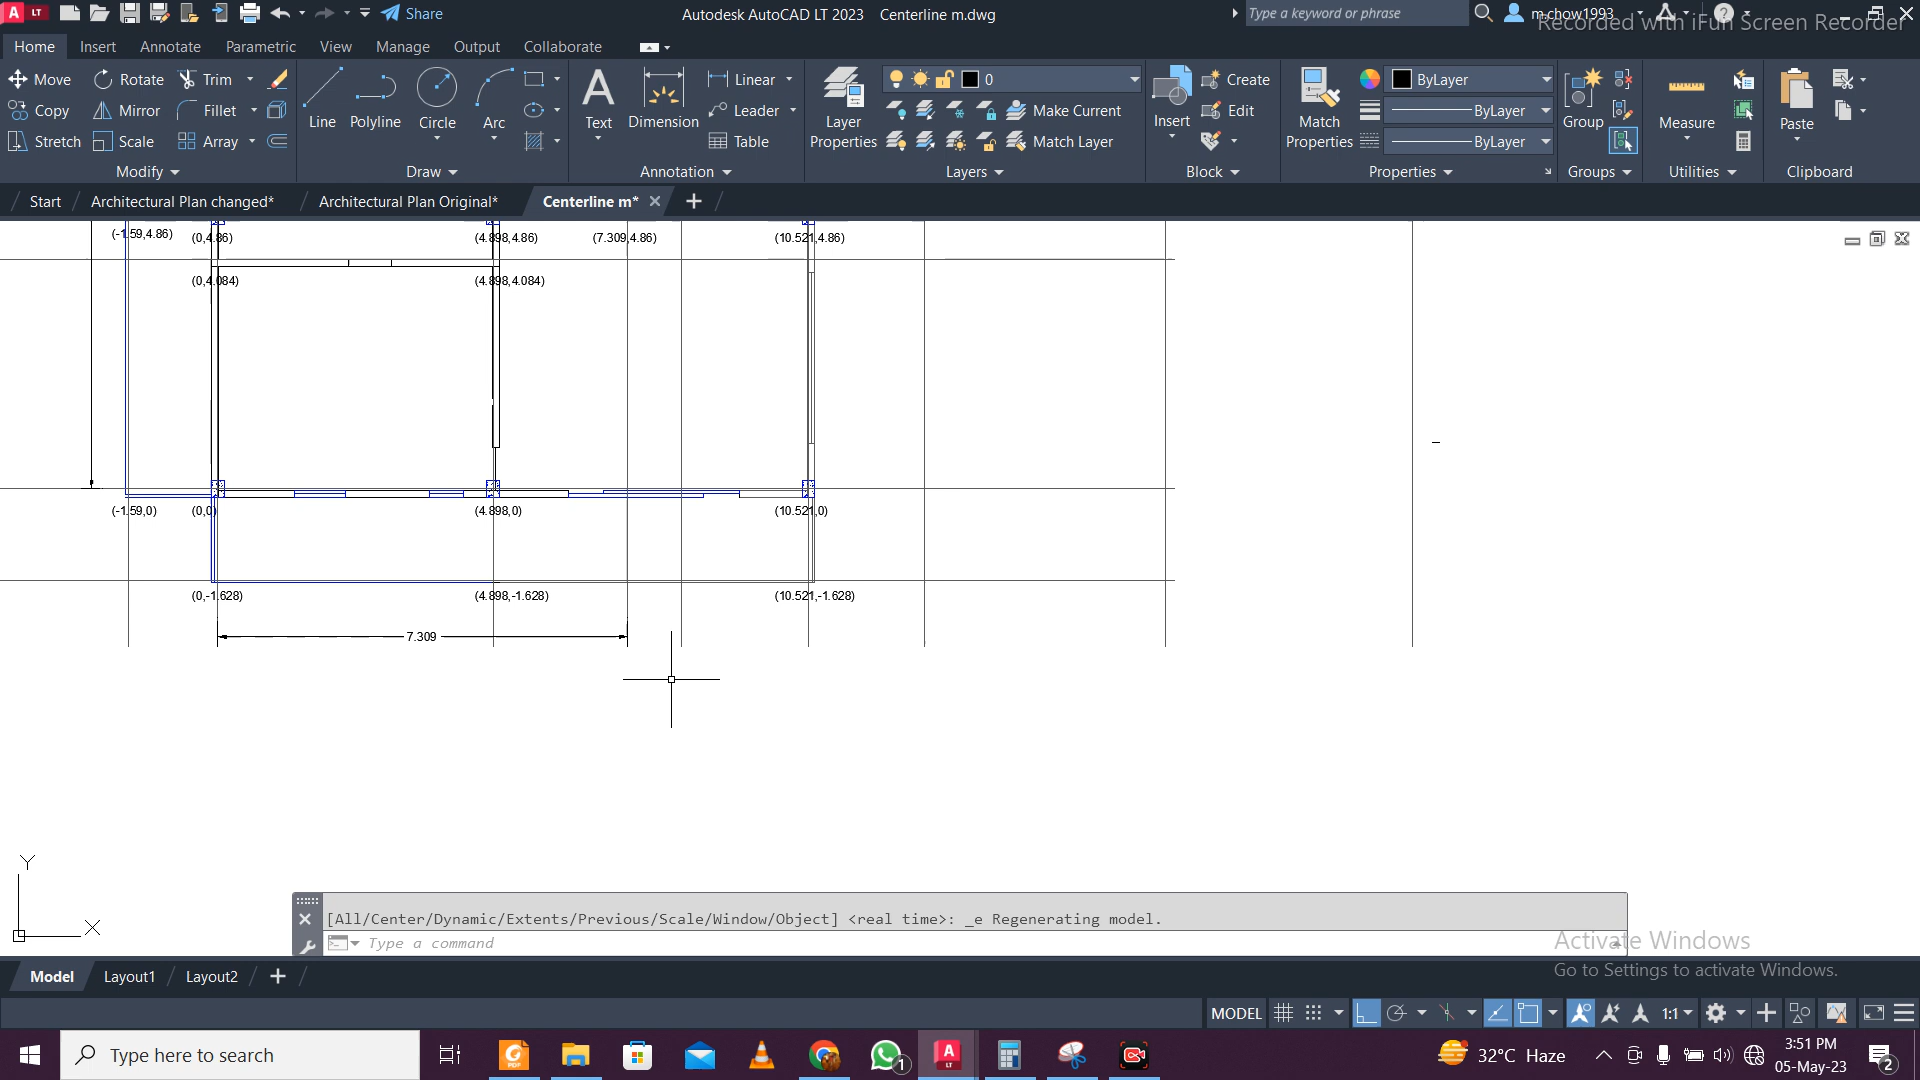 A LT Share Autodesk AutoCAD LT 2023 Centerline m.dwg Type a keyword or phrase m.chow1993
Recorded with iFun Screen Recorder
Home Insert Annotate Parametric View Manage Output Collaborate
Move Rotate Trim Linear 0 Create ByLayer
Copy Mirror Fillet Leader Make Current Edit ByLayer
Line Polyline Circle Arc Text Dimension Layer Insert Match Group Measure Paste
Stretch Scale Array Table Properties Match Layer Properties ByLayer
Modify Draw Annotation Layers Block Properties Groups Utilities Clipboard
Start Architectural Plan changed* Architectural Plan Original* Centerline m*
(-1.59,4.86) (0,4.86) (4.898,4.86) (7.309,4.86) (10.521,4.86)
(0,4.084) (4.898,4.084)
(-1.59,0) (0,0) (4.898,0) (10.521,0)
(0,-1.628) (4.898,-1.628) (10.521,-1.628)
7.309
Y
X
[All/Center/Dynamic/Extents/Previous/Scale/Window/Object] <real time>: _e Regenerating model.
Type a command
Activate Windows
Go to Settings to activate Windows.
Model Layout1 Layout2
MODEL 1:1
Type here to search 1 A LT 32°C Haze 3:51 PM
05-May-23 2